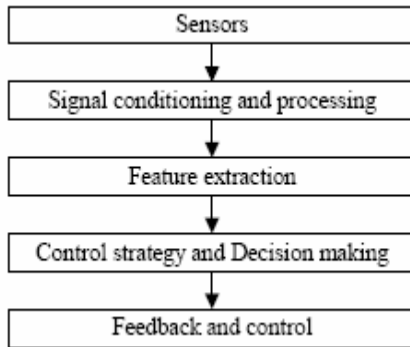 Sensors
Signal conditioning and processing
Feature extraction
Control strategy and Decision making
Feedback and control